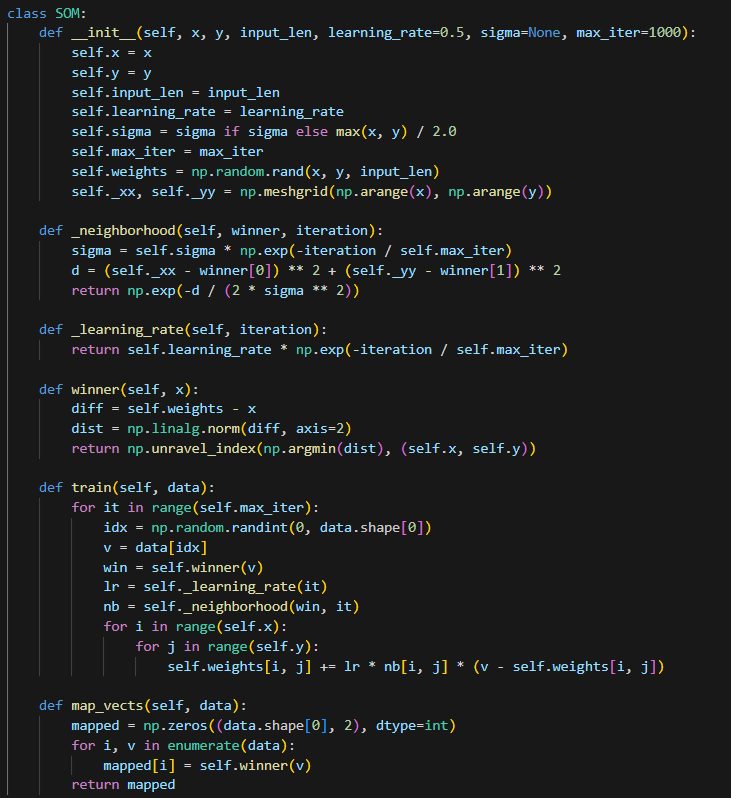 class SOM:
    def __init__(self, x, y, input_len, learning_rate=0.5, sigma=None, max_iter=1000):
        self.x = x
        self.y = y
        self.input_len = input_len
        self.learning_rate = learning_rate
        self.sigma = sigma if sigma else max(x, y) / 2.0
        self.max_iter = max_iter
        self.weights = np.random.rand(x, y, input_len)
        self._xx, self._yy = np.meshgrid(np.arange(x), np.arange(y))

    def _neighborhood(self, winner, iteration):
        sigma = self.sigma * np.exp(-iteration / self.max_iter)
        d = (self._xx - winner[0]) ** 2 + (self._yy - winner[1]) ** 2
        return np.exp(-d / (2 * sigma ** 2))

    def _learning_rate(self, iteration):
        return self.learning_rate * np.exp(-iteration / self.max_iter)

    def winner(self, x):
        diff = self.weights - x
        dist = np.linalg.norm(diff, axis=2)
        return np.unravel_index(np.argmin(dist), (self.x, self.y))

    def train(self, data):
        for it in range(self.max_iter):
            idx = np.random.randint(0, data.shape[0])
            v = data[idx]
            win = self.winner(v)
            lr = self._learning_rate(it)
            nb = self._neighborhood(win, it)
            for i in range(self.x):
                for j in range(self.y):
                    self.weights[i, j] += lr * nb[i, j] * (v - self.weights[i, j])

    def map_vects(self, data):
        mapped = np.zeros((data.shape[0], 2), dtype=int)
        for i, v in enumerate(data):
            mapped[i] = self.winner(v)
        return mapped